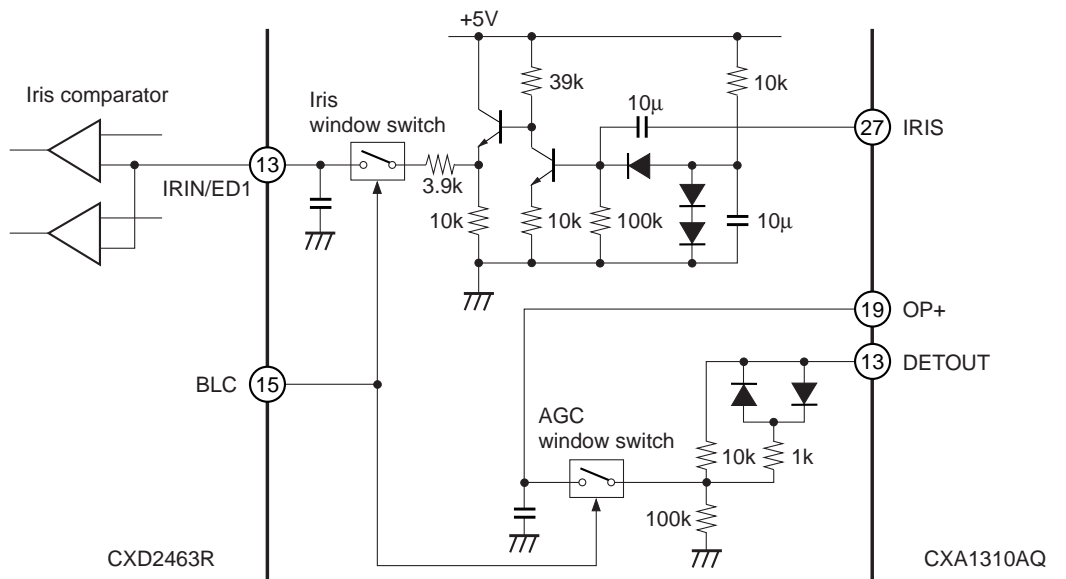 +5V
39k
10k
Iris comparator
Iris
window switch
10µ
27
IRIS
13
IRIN/ED1
3.9k
10k
10k
100k
10µ
19
OP+
13
DETOUT
BLC
15
AGC
window switch
10k
1k
100k
CXD2463R
CXA1310AQ